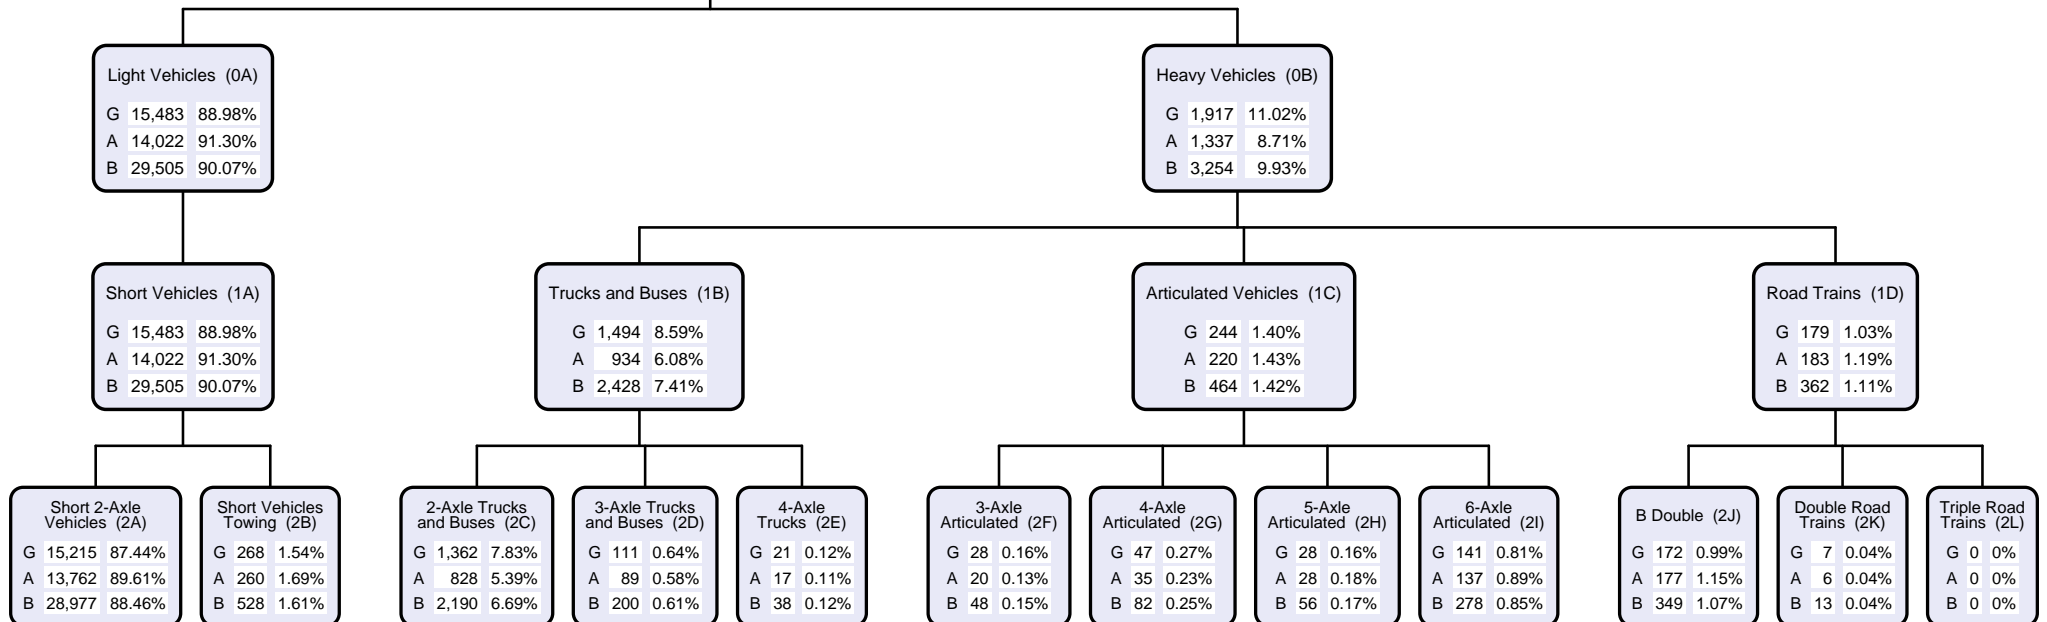 Light Vehicles (0A)
G 15,483 88.98%
A 14,022 91.30%
B 29,505 90.07%
Heavy Vehicles (0B)
G 1,917 11.02%
A 1,337 8.71%
B 3,254 9.93%
Short Vehicles (1A)
G 15,483 88.98%
A 14,022 91.30%
B 29,505 90.07%
Trucks and Buses (1B)
G 1,494 8.59%
A 934 6.08%
B 2,428 7.41%
Articulated Vehicles (1C)
G 244 1.40%
A 220 1.43%
B 464 1.42%
Road Trains (1D)
G 179 1.03%
A 183 1.19%
B 362 1.11%
Short 2-Axle
Vehicles (2A)
G 15,215 87.44%
A 13,762 89.61%
B 28,977 88.46%
Short Vehicles
Towing (2B)
G 268 1.54%
A 260 1.69%
B 528 1.61%
2-Axle Trucks
and Buses (2C)
G 1,362 7.83%
A 828 5.39%
B 2,190 6.69%
3-Axle Trucks
and Buses (2D)
G 111 0.64%
A 89 0.58%
B 200 0.61%
4-Axle
Trucks (2E)
G 21 0.12%
A 17 0.11%
B 38 0.12%
3-Axle
Articulated (2F)
G 28 0.16%
A 20 0.13%
B 48 0.15%
4-Axle
Articulated (2G)
G 47 0.27%
A 35 0.23%
B 82 0.25%
5-Axle
Articulated (2H)
G 28 0.16%
A 28 0.18%
B 56 0.17%
6-Axle
Articulated (2I)
G 141 0.81%
A 137 0.89%
B 278 0.85%
B Double (2J)
G 172 0.99%
A 177 1.15%
B 349 1.07%
Double Road
Trains (2K)
G 7 0.04%
A 6 0.04%
B 13 0.04%
Triple Road
Trains (2L)
G 0 0%
A 0 0%
B 0 0%